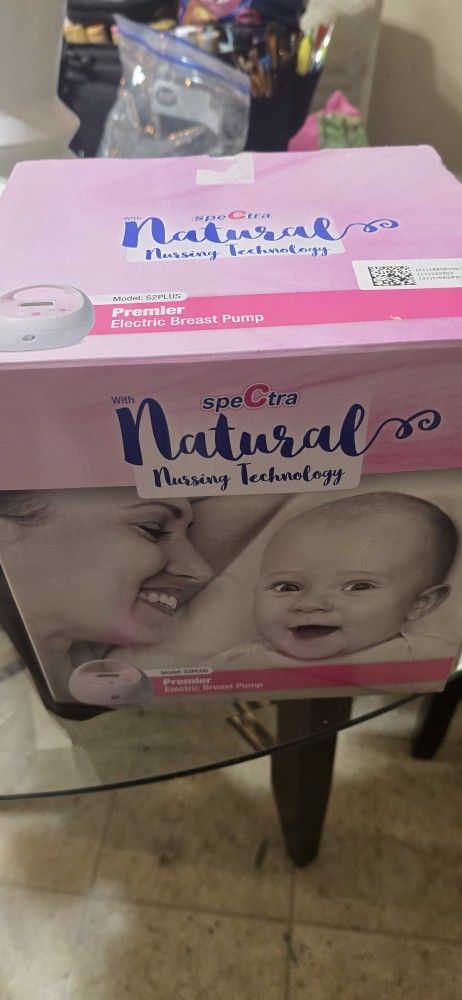 speCtra
With
Natural
Nursing Technology
Model: S2PLUS
Premier
Electric Breast Pump
speCtra
With
Natural
Nursing Technology
Model: S2PLUS
Premier
Electric Breast Pump